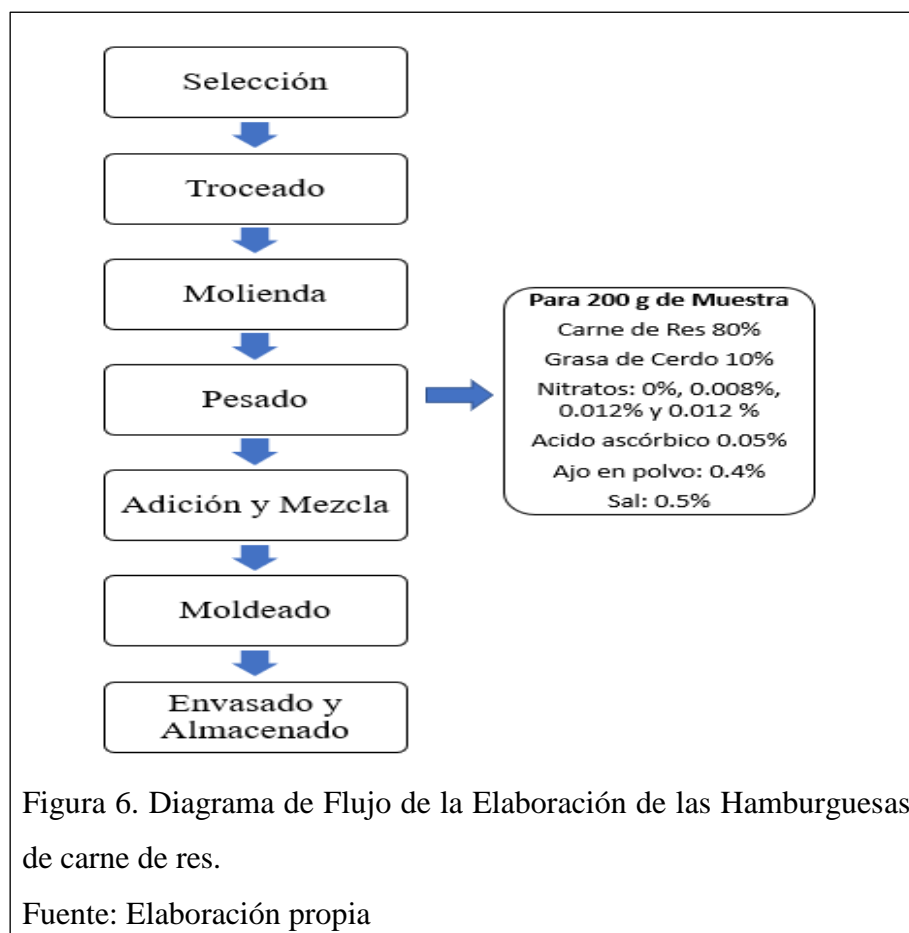 Selección
Troceado
Molienda
Pesado
Para 200 g de Muestra
Carne de Res 80%
Grasa de Cerdo 10%
Nitratos: 0%, 0.008%,
0.012% y 0.012 %
Acido ascórbico 0.05%
Ajo en polvo: 0.4%
Sal: 0.5%
Adición y Mezcla
Moldeado
Envasado y
Almacenado
Figura 6. Diagrama de Flujo de la Elaboración de las Hamburguesas
de carne de res.
Fuente: Elaboración propia